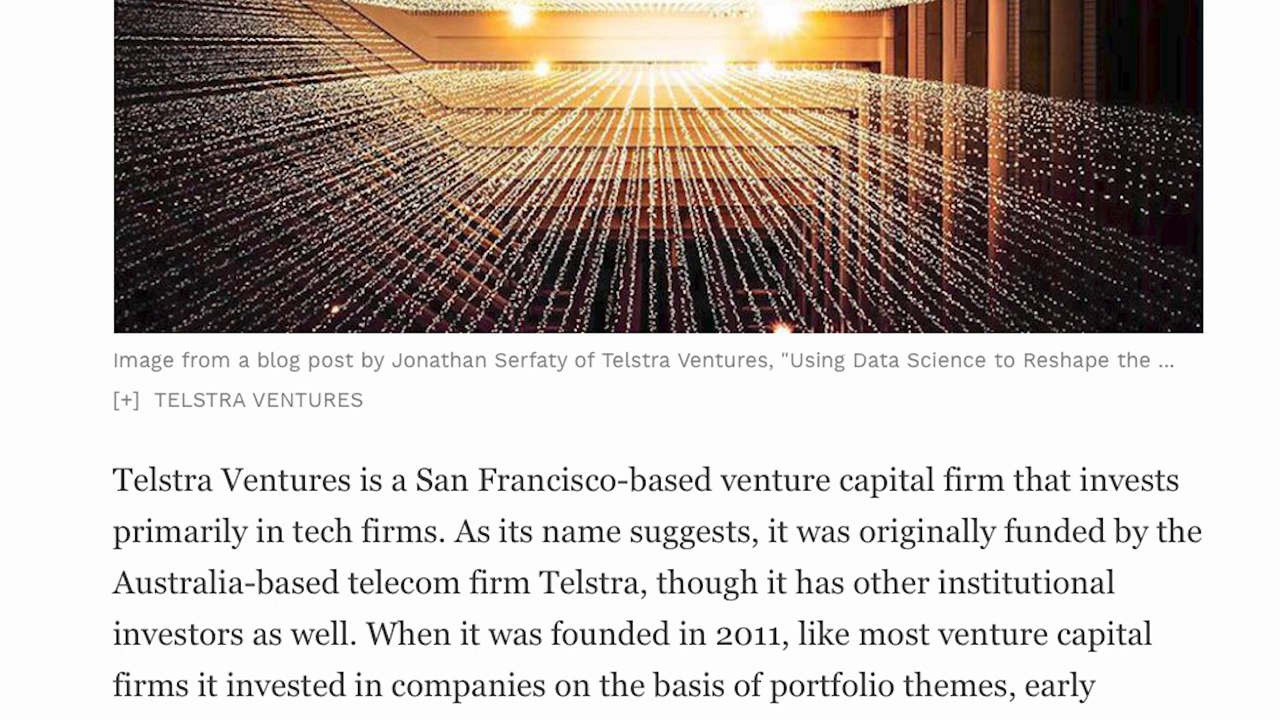 Image from a blog post by Jonathan Serfaty of Telstra Ventures, "Using Data Science to Reshape the ...
[+] TELSTRA VENTURES
Telstra Ventures is a San Francisco-based venture capital firm that invests
primarily in tech firms. As its name suggests, it was originally funded by the
Australia-based telecom firm Telstra, though it has other institutional
investors as well. When it was founded in 2011, like most venture capital
firms it invested in companies on the basis of portfolio themes, early